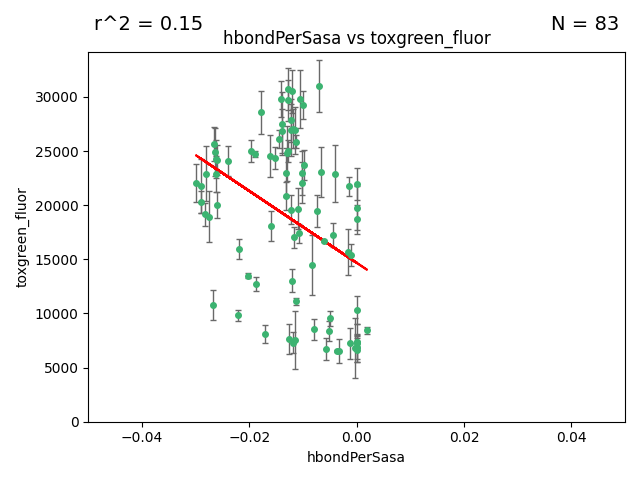 r^2 = 0.15
N = 83
hbondPerSasa vs toxgreen_fluor
toxgreen_fluor
30000
25000
20000
15000
10000
5000
0
−0.04
−0.02
0.00
0.02
0.04
hbondPerSasa